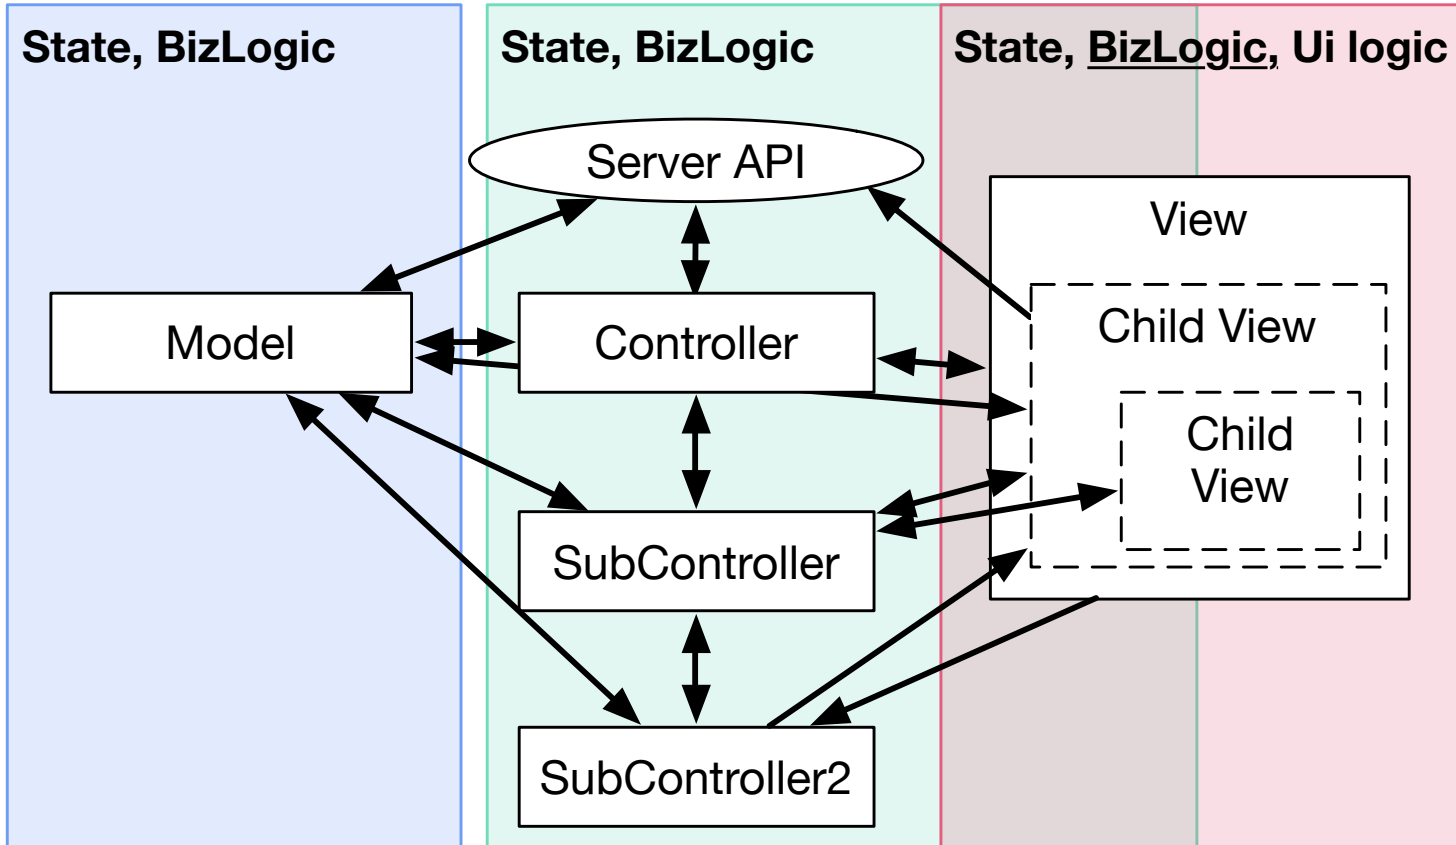 State, BizLogic
State, BizLogic
State, BizLogic, Ui logic
Server API
View
Model
Controller
Child View
Child
View
SubController
SubController2